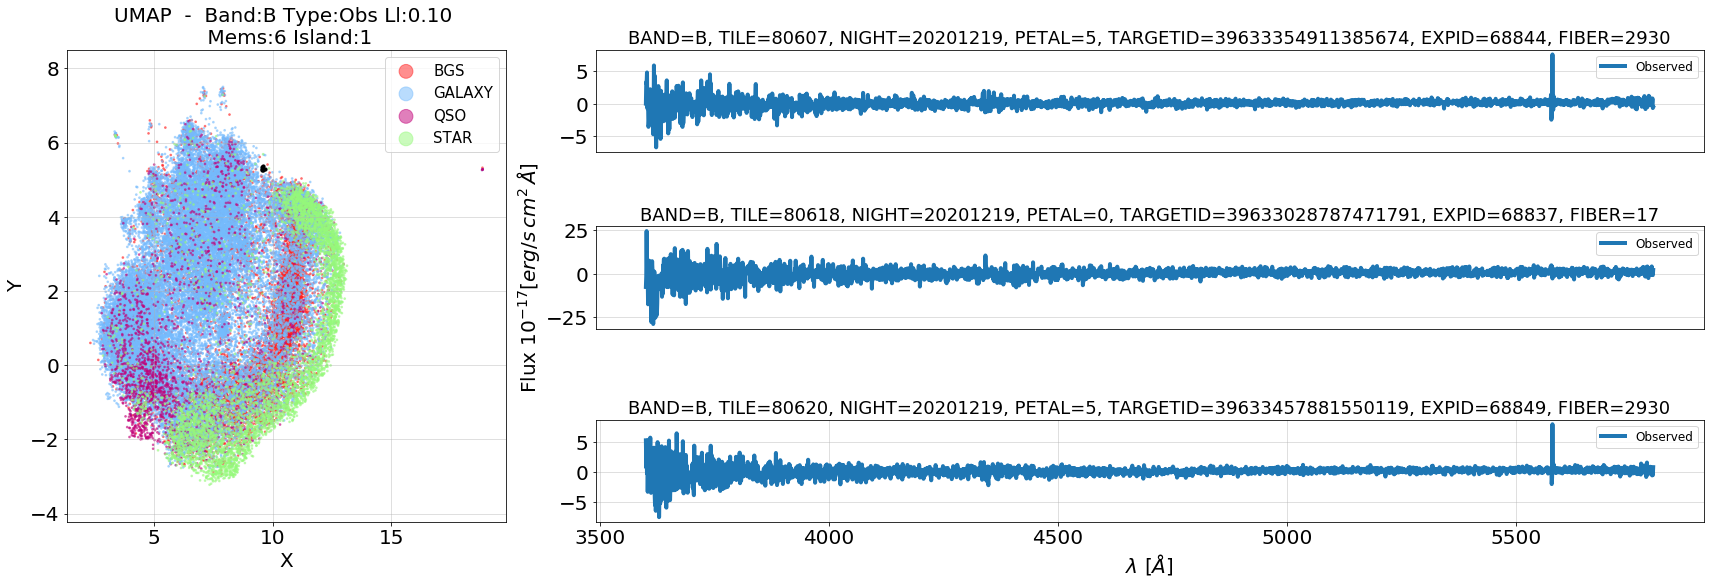 UMAP - Band:B Type:Obs Ll:0.10
Mems:6 Island:1
8
6
4
2
0
−2
−4
Y
5
10
15
X
BGS
GALAXY
QSO
STAR
Flux 10^{-17}[erg/s cm^2 Å]
BAND=B, TILE=80607, NIGHT=20201219, PETAL=5, TARGETID=39633354911385674, EXPID=68844, FIBER=2930
5
0
−5
Observed
BAND=B, TILE=80618, NIGHT=20201219, PETAL=0, TARGETID=39633028787471791, EXPID=68837, FIBER=17
25
0
−25
Observed
BAND=B, TILE=80620, NIGHT=20201219, PETAL=5, TARGETID=39633457881550119, EXPID=68849, FIBER=2930
5
0
−5
Observed
3500
4000
4500
5000
5500
λ [Å]